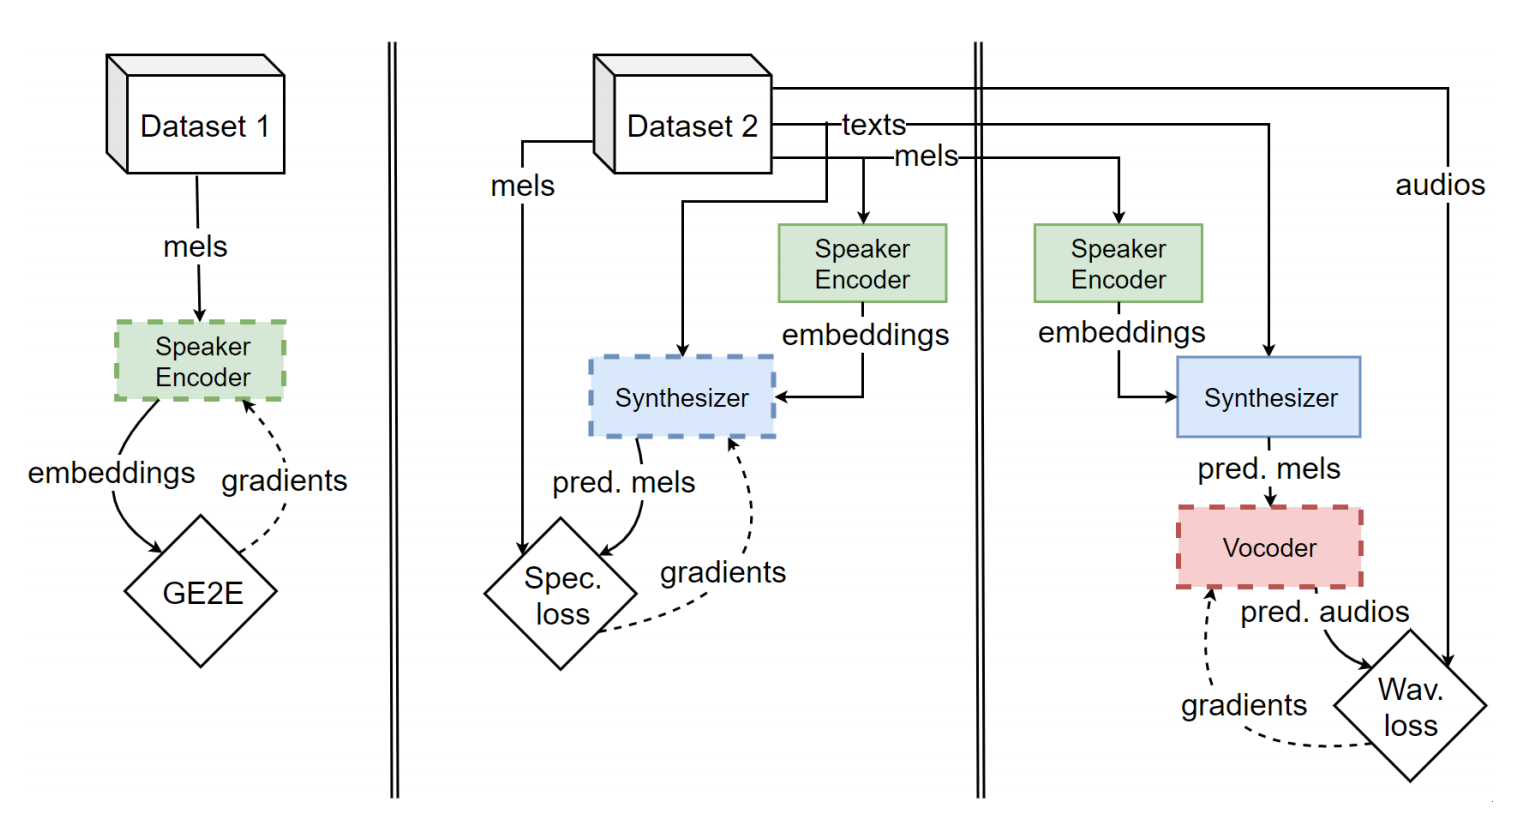 Dataset 1
mels
Speaker
Encoder
embeddings
gradients
GE2E
Dataset 2
texts
mels
mels
audios
Speaker
Encoder
embeddings
Synthesizer
pred. mels
gradients
Spec.
loss
Speaker
Encoder
embeddings
Synthesizer
pred. mels
Vocoder
pred. audios
gradients
Wav.
loss